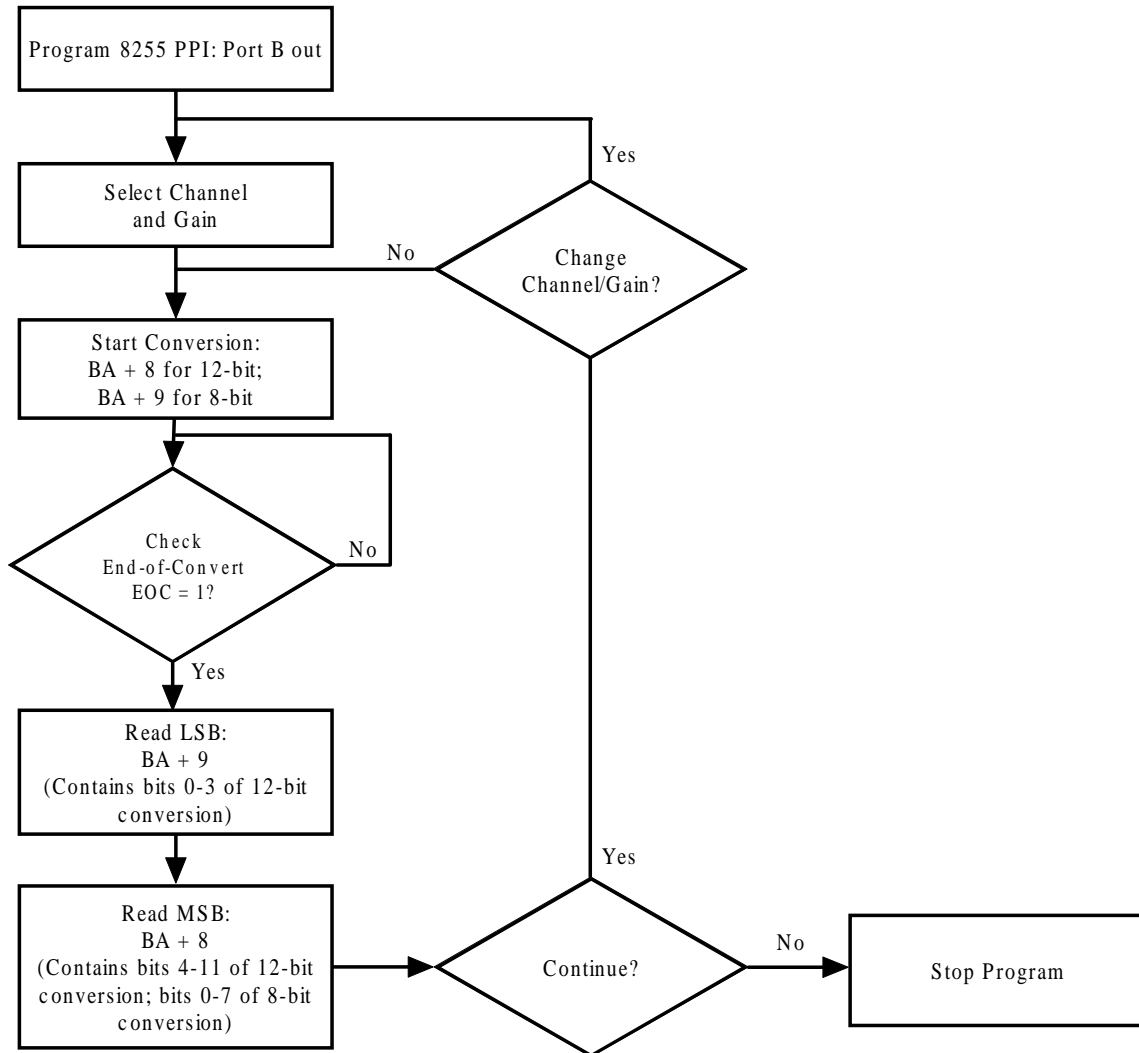 Program 8255 PPI: Port B out
Yes
Select Channel
and Gain
No
Change
Channel/Gain?
Start Conversion:
BA + 8 for 12-bit;
BA + 9 for 8-bit
Check
End-of-Convert
EOC = 1?
No
Yes
Read LSB:
BA + 9
(Contains bits 0-3 of 12-bit
conversion)
Yes
Read MSB:
BA + 8
(Contains bits 4-11 of 12-bit
conversion; bits 0-7 of 8-bit
conversion)
Continue?
No
Stop Program